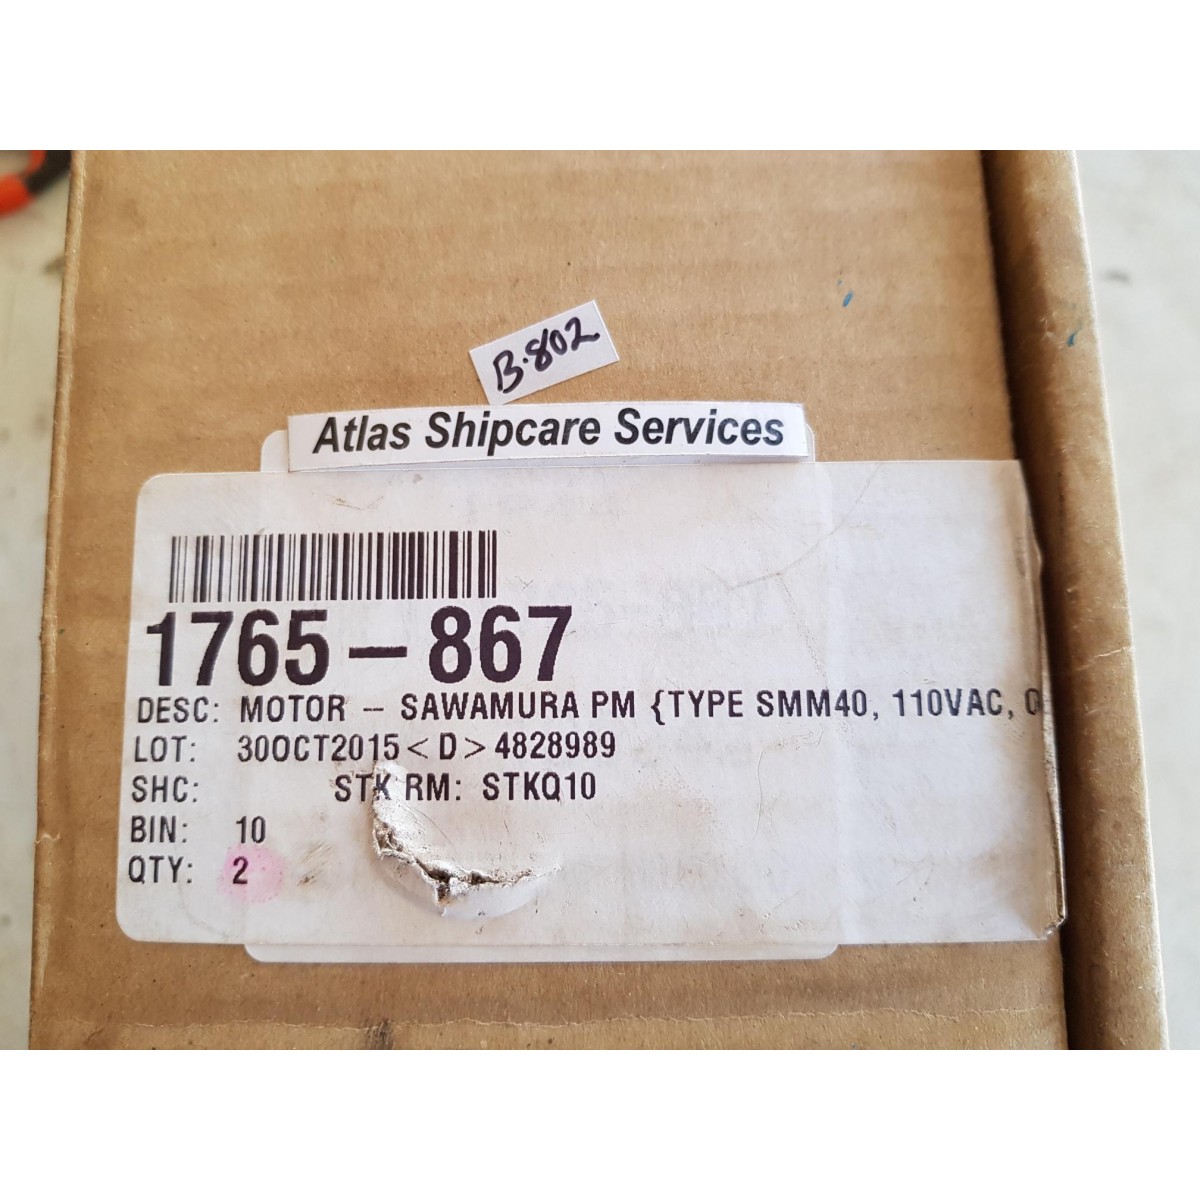 B-802
Atlas Shipcare Services
1765-867
DESC: MOTOR - SAWAMURA PM {TYPE SMM40, 110VAC,
LOT: 30OCT2015<D>4828989
SHC: STK RM: STKQ10
BIN: 10
QTY: 2